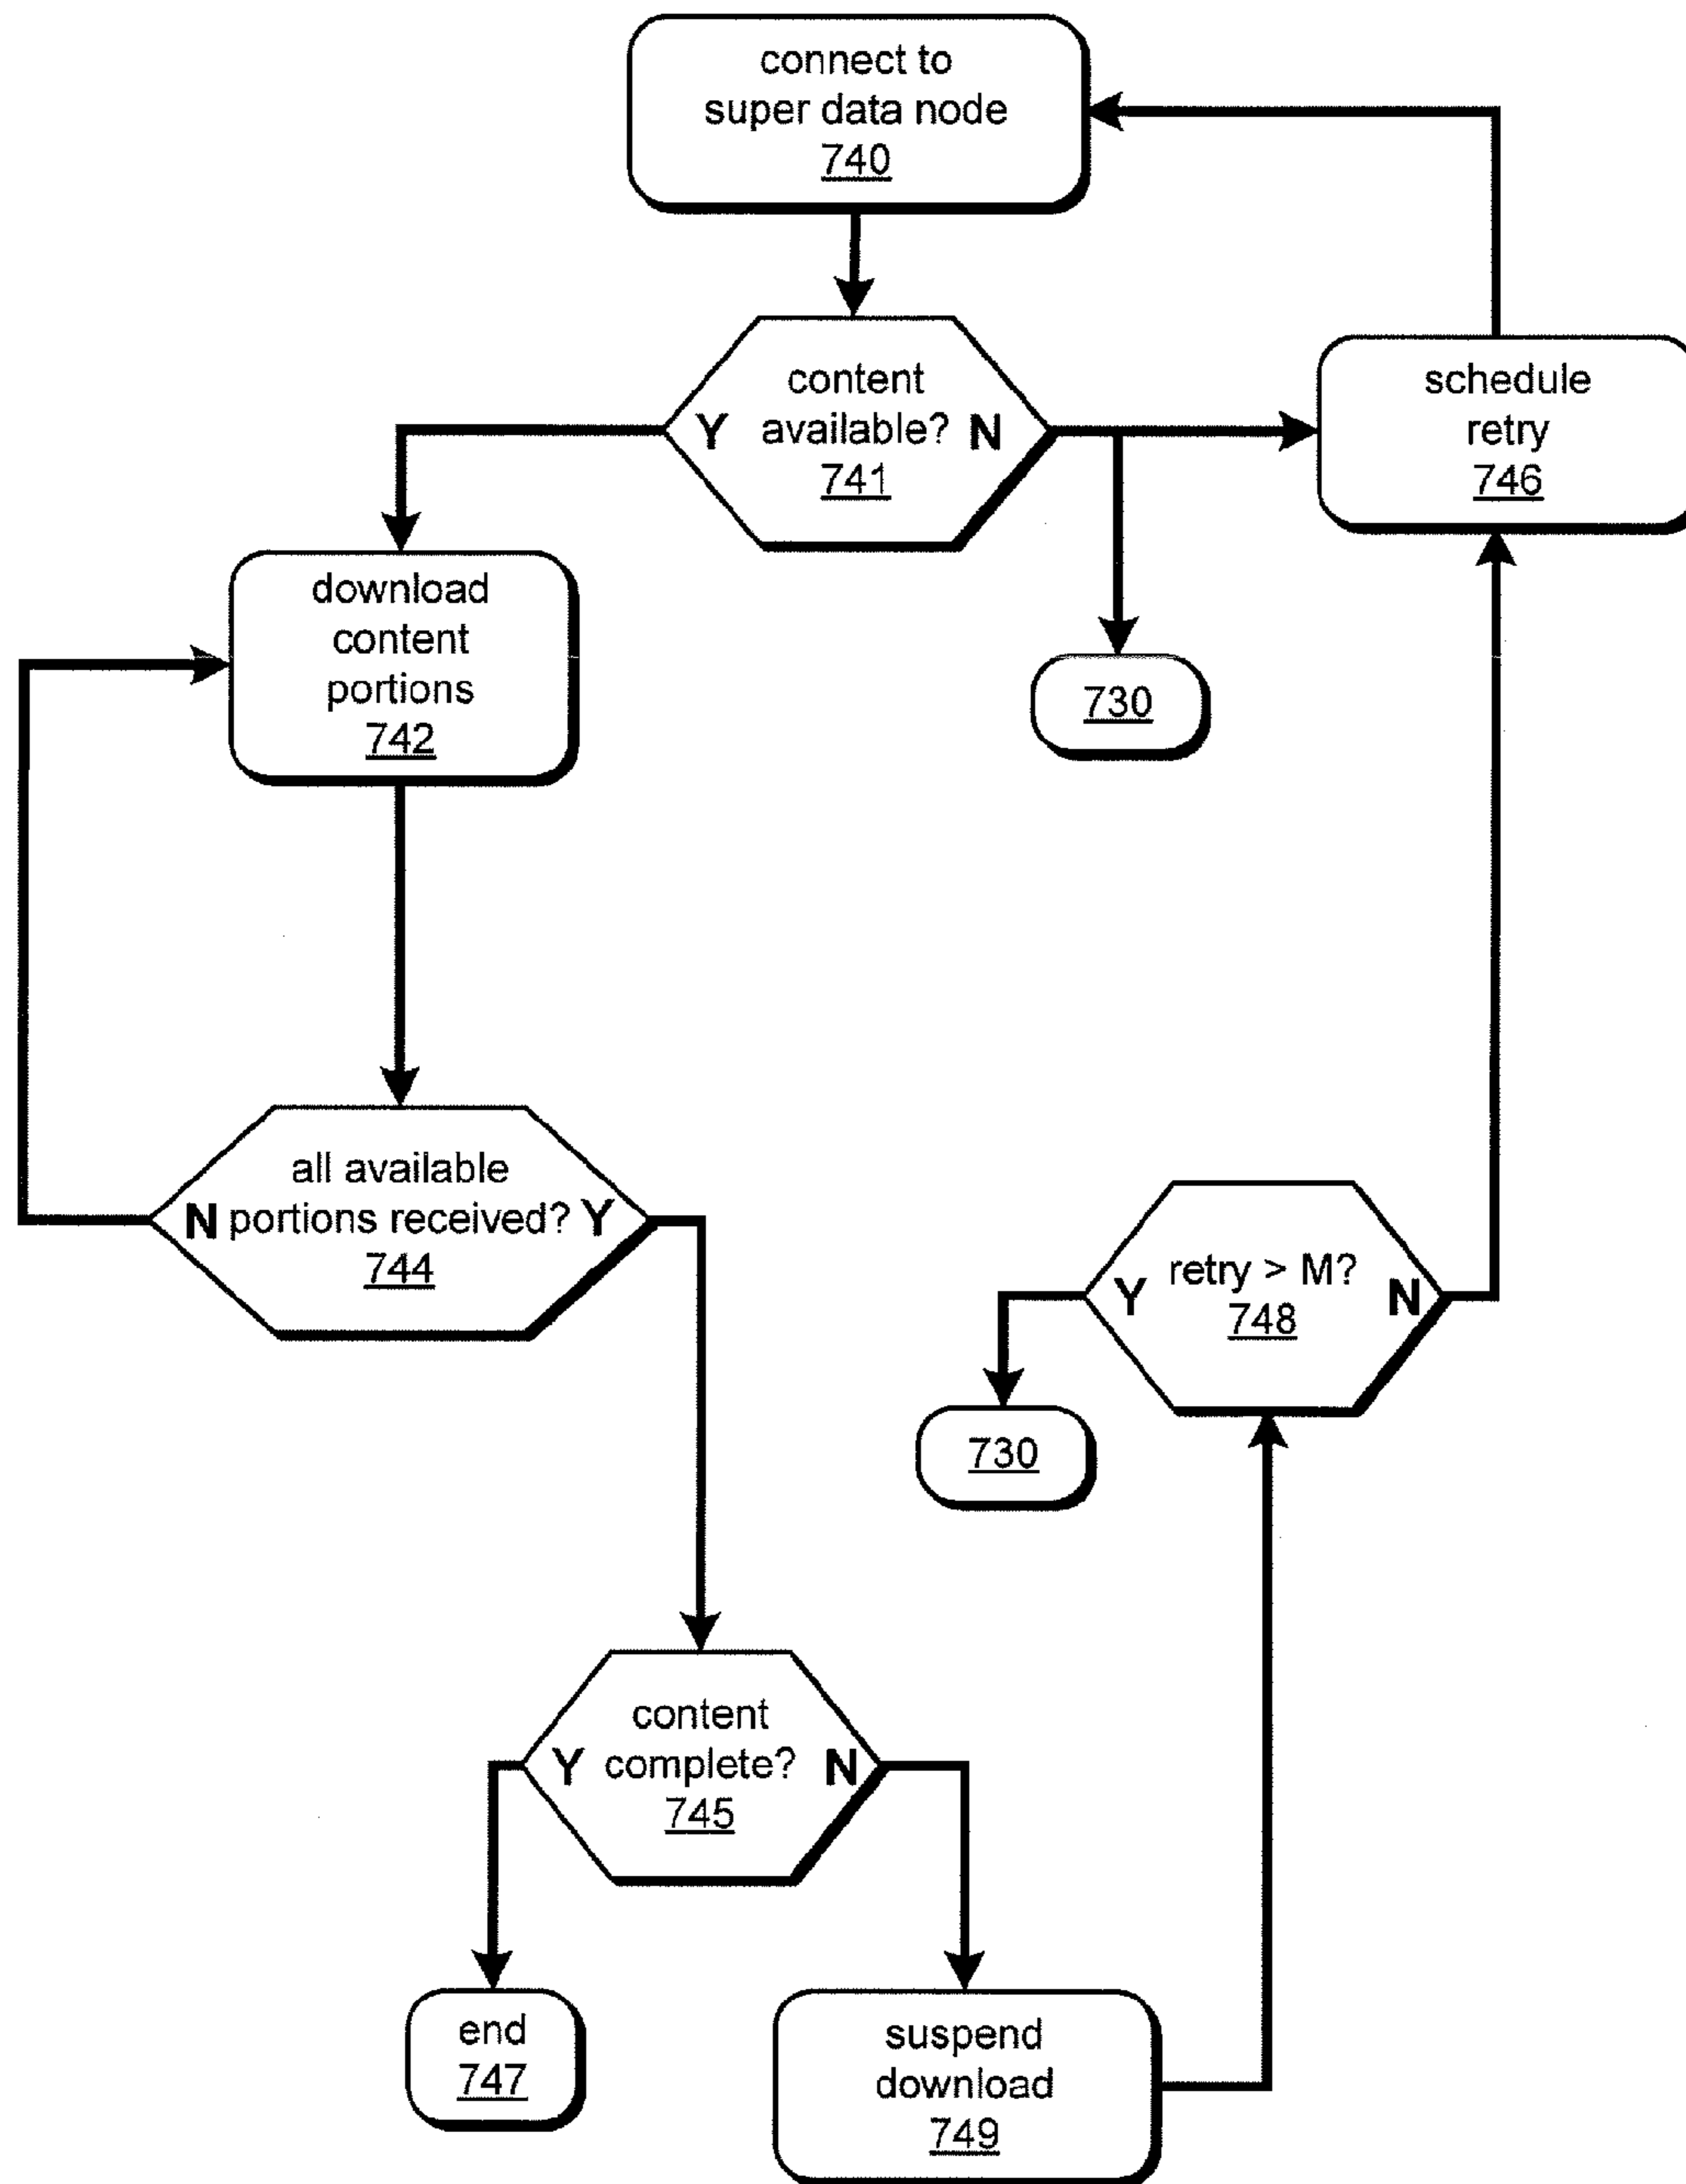 connect to
super data node
740
content
Y available? N
741
schedule
retry
746
download
content
portions
742
730
all available
N portions received? Y
744
retry > M?
Y N
748
730
content
Y complete? N
745
end
747
suspend
download
749